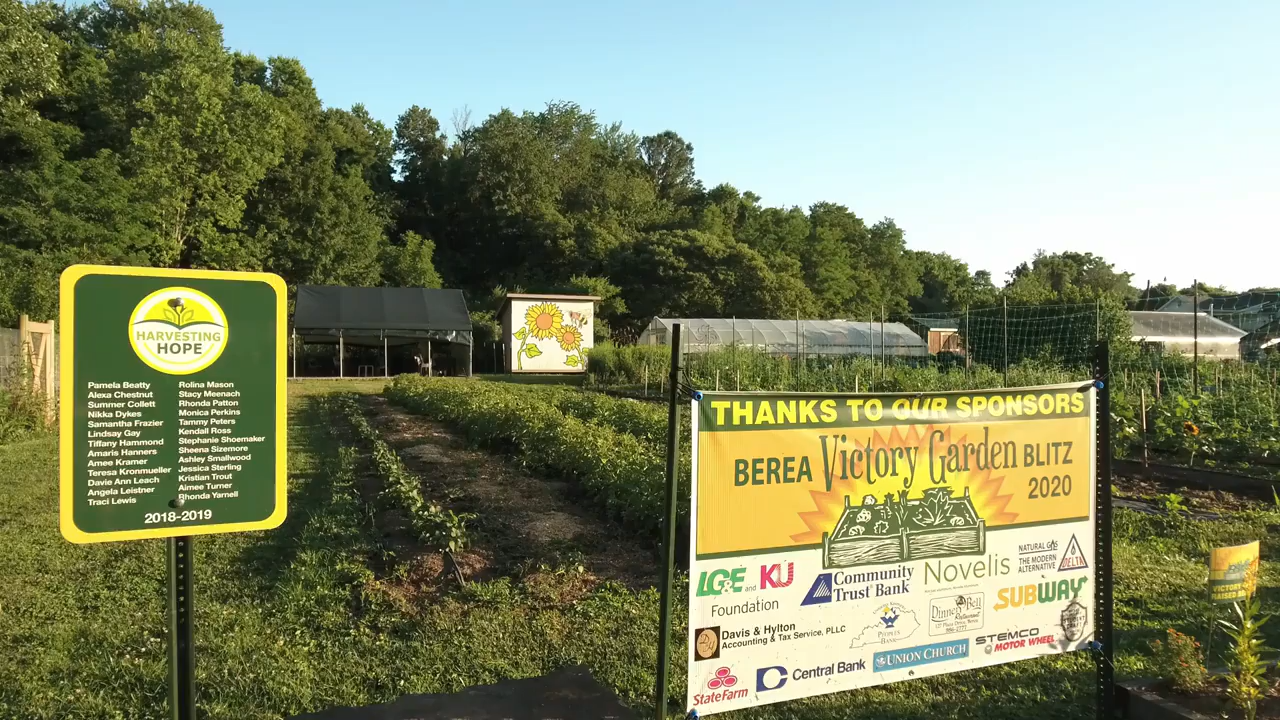 HARVESTING
HOPE
Pamela Beatty
Alexa Chestnut
Summer Collett
Nikka Dykes
Samantha Frazier
Lindsay Gay
Tiffany Hammond
Amaris Hanners
Amee Kramer
Teresa Kronmueller
Davie Ann Leach
Angela Leistner
Traci Lewis
Rolina Mason
Stacy Meenach
Rhonda Patton
Monica Perkins
Tammy Peters
Kendall Ross
Stephanie Shoemaker
Sheena Sizemore
Ashley Smallwood
Jessica Sterling
Kristian Trout
Aimee Turner
Rhonda Yarnell
2018-2019
THANKS TO OUR SPONSORS
BEREA Victory Garden BLITZ
2020
LG&E and KU
Foundation
Community
Trust Bank
Novelis
NATURAL GAS
THE MODERN
ALTERNATIVE
DELTA
Davis & Hylton
Accounting & Tax Service, PLLC
PEOPLES
BANK
Dinner Bell
Restaurant
SUBWAY
STEMCO
MOTOR WHEEL
StateFarm
Central Bank
UNION CHURCH